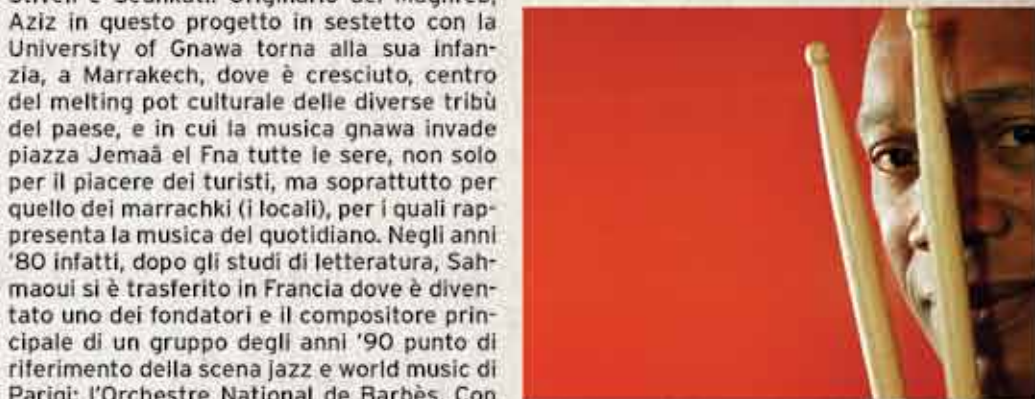 Aziz in questo progetto in sestetto con la
University of Gnawa torna alla sua infan-
zia, a Marrakech, dove è cresciuto, centro
del melting pot culturale delle diverse tribù
del paese, e in cui la musica gnawa invade
piazza Jemaâ el Fna tutte le sere, non solo
per il piacere dei turisti, ma soprattutto per
quello dei marrachki (i locali), per i quali rap-
presenta la musica del quotidiano. Negli anni
'80 infatti, dopo gli studi di letteratura, Sah-
maoui si è trasferito in Francia dove è diven-
tato uno dei fondatori e il compositore prin-
cipale di un gruppo degli anni '90 punto di
riferimento della scena jazz e world music di
Parigi: l'Orchestre National de Barbès. Con